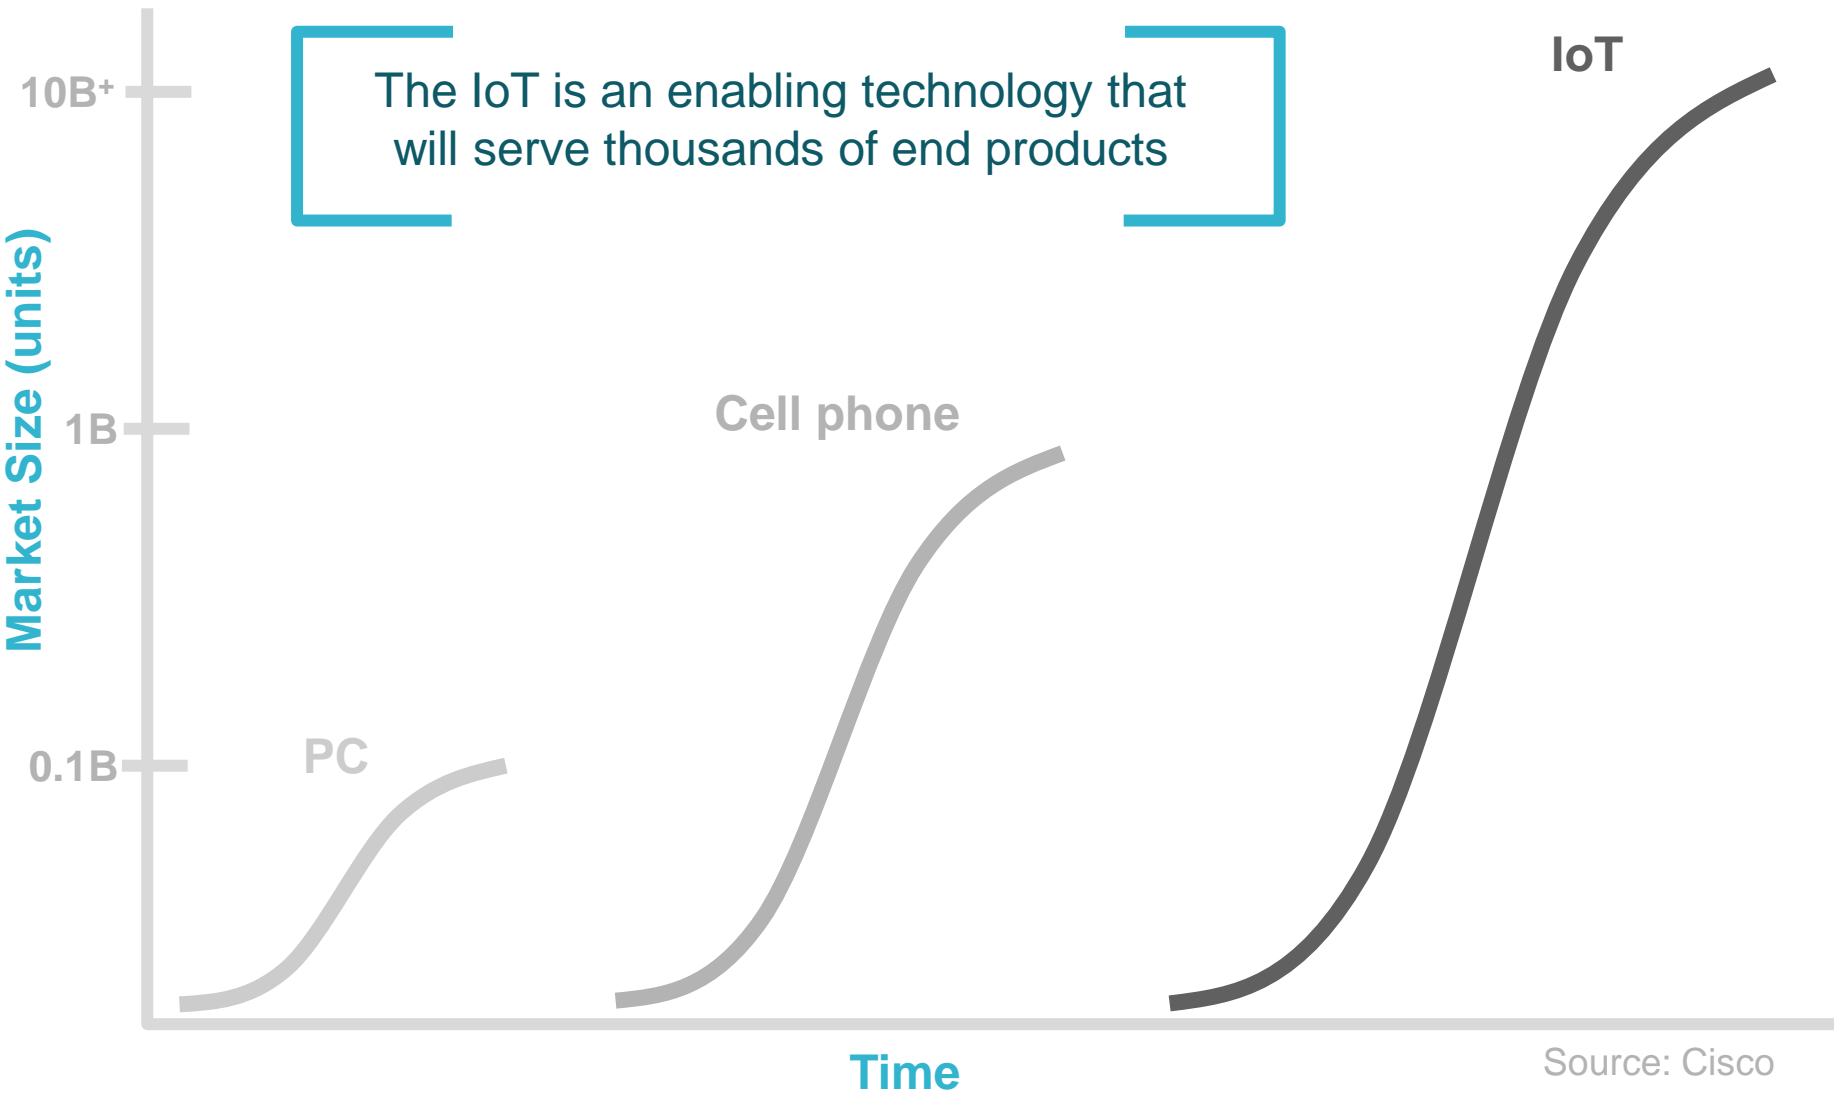 The IoT is an enabling technology that
will serve thousands of end products
IoT
10B+
Market Size (units)
Cell phone
1B
PC
0.1B
Time
Source: Cisco